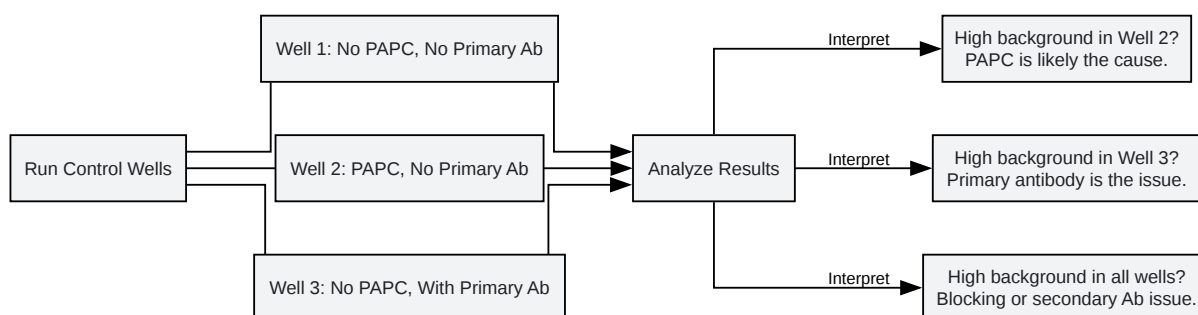 Well 1: No PAPC, No Primary Ab
Run Control Wells
Well 2: PAPC, No Primary Ab
Well 3: No PAPC, With Primary Ab
Analyze Results
Interpret
High background in Well 2?
PAPC is likely the cause.
Interpret
High background in Well 3?
Primary antibody is the issue.
Interpret
High background in all wells?
Blocking or secondary Ab issue.